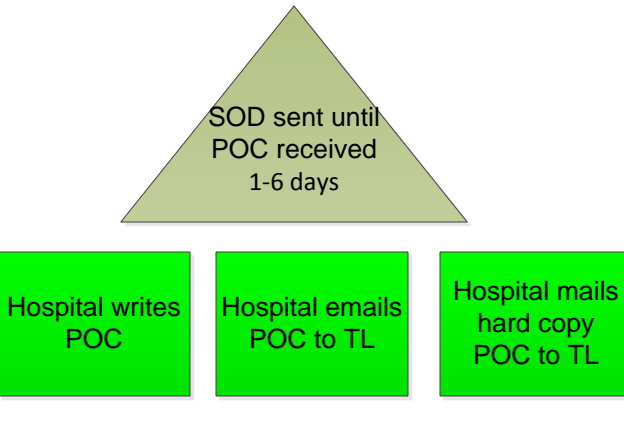 SOD sent until
POC received
1-6 days
Hospital writes
POC
Hospital emails
POC to TL
Hospital mails
hard copy
POC to TL